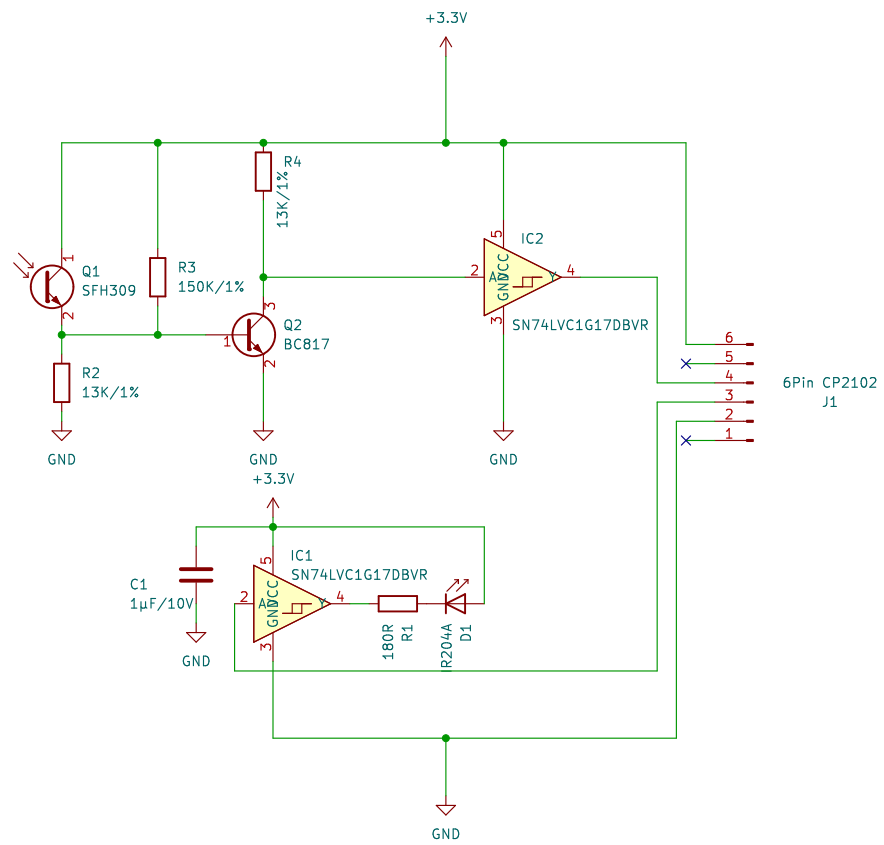 +3.3V
R4
13K/1%
Q1
SFH309
1
2
R3
150K/1%
Q2
BC817
3
1
2
R2
13K/1%
GND
GND
IC2
5
2
A
VCC
GND
Y
4
3
SN74LVC1G17DBVR
GND
6
5
4
3
2
1
6Pin CP2102
J1
+3.3V
IC1
SN74LVC1G17DBVR
5
2
A
VCC
GND
Y
4
3
C1
1µF/10V
GND
180R
R1
IR204A
D1
GND